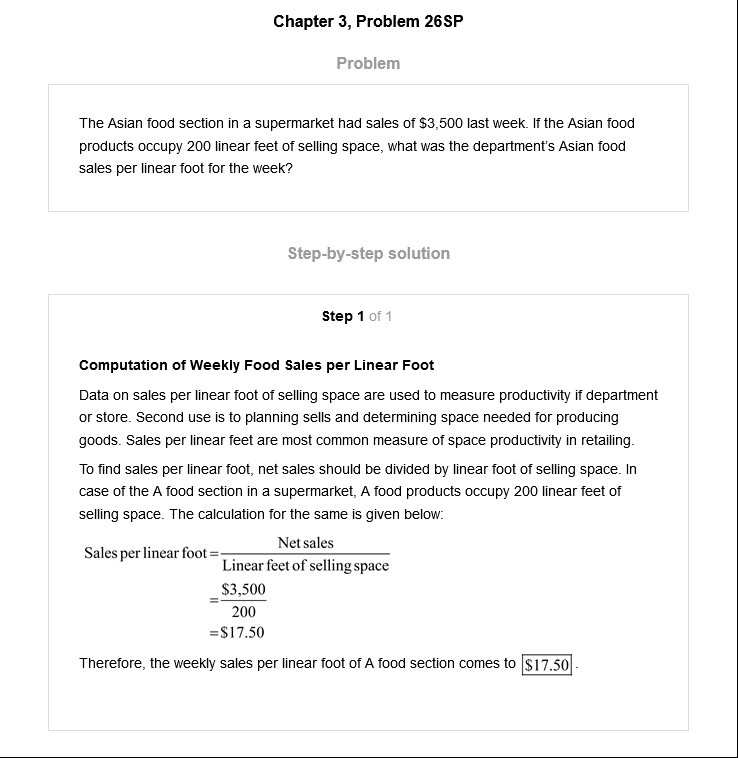 Chapter 3, Problem 26SP
Problem
The Asian food section in a supermarket had sales of $3,500 last week. If the Asian food
products occupy 200 linear feet of selling space, what was the department's Asian food
sales per linear foot for the week?
Step-by-step solution
Step 1 of 1
Computation of Weekly Food Sales per Linear Foot
Data on sales per linear foot of selling space are used to measure productivity if department
or store. Second use is to planning sells and determining space needed for producing
goods. Sales per linear feet are most common measure of space productivity in retailing.
To find sales per linear foot, net sales should be divided by linear foot of selling space. In
case of the A food section in a supermarket, A food products occupy 200 linear feet of
selling space. The calculation for the same is given below:
Net sales
Sales per linear foot =
Linear feet of selling space
$3,500
=
200
=$17.50
Therefore, the weekly sales per linear foot of A food section comes to $17.50 .